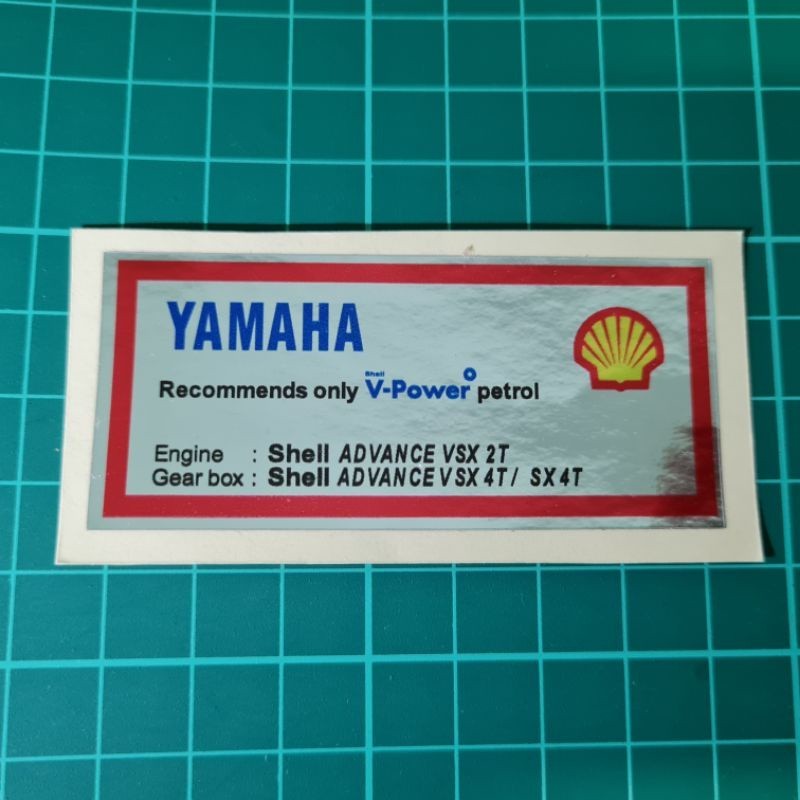 YAMAHA
Recommends only Shell V-Power petrol
Engine : Shell ADVANCE VSX 2T
Gear box : Shell ADVANCE VSX 4T/ SX 4T